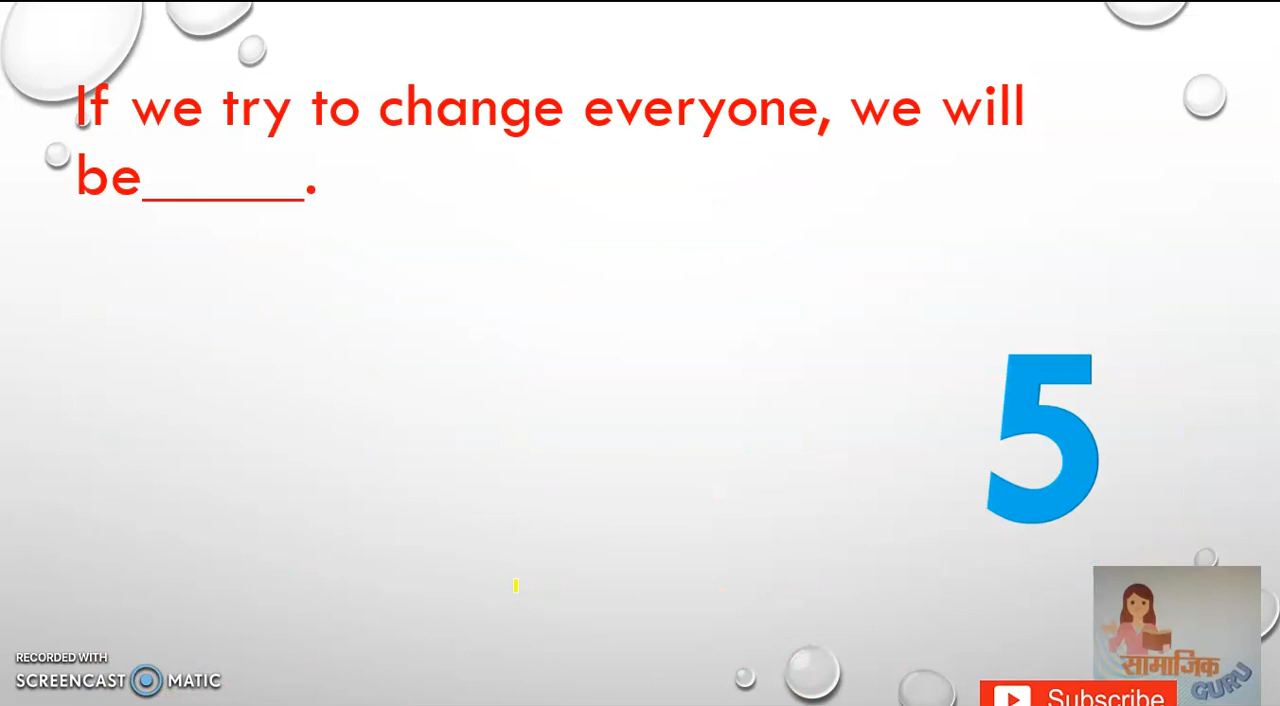 If we try to change everyone, we will
be______.
5
सामाजिक
GURU
RECORDED WITH
SCREENCAST MATIC
Subscribe